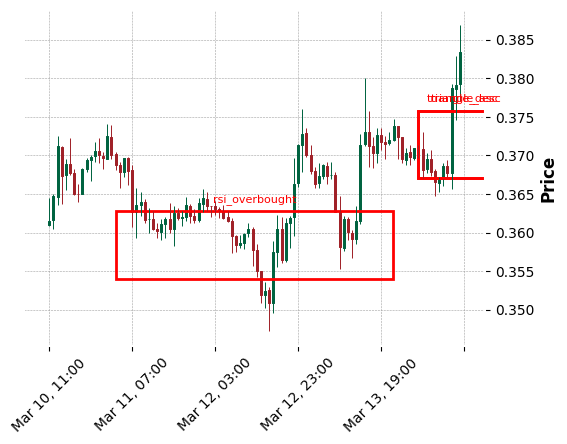 0.385
0.380
0.375
0.370
0.365
0.360
0.355
0.350
Price
rsi_overbought
Mar 10, 11:00
Mar 11, 07:00
Mar 12, 03:00
Mar 12, 23:00
Mar 13, 19:00